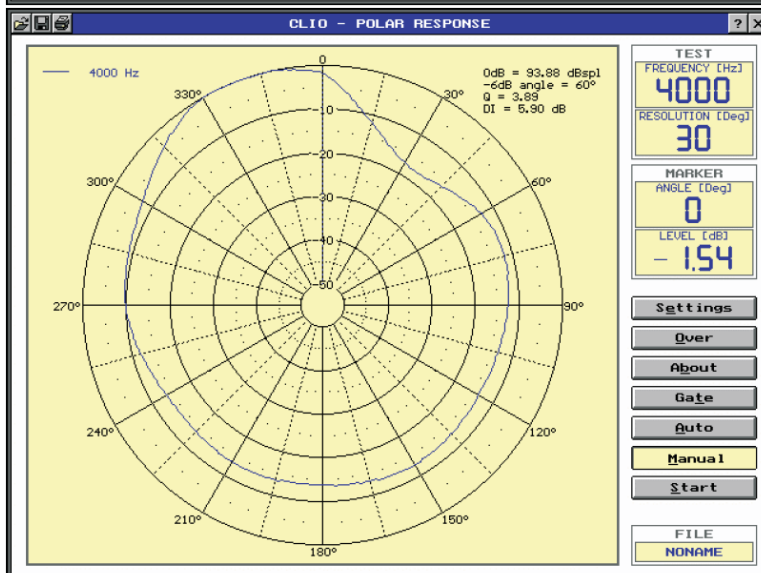 CLIO - POLAR RESPONSE
?
4000 Hz
0dB = 93.88 dBspl
-6dB angle = 60°
Q = 3.89
DI = 5.90 dB
0
30°
60°
90°
120°
150°
180°
210°
240°
270°
300°
330°
-10
-20
-30
-40
-50
TEST
FREQUENCY [Hz]
4000
RESOLUTION [Deg]
30
MARKER
ANGLE [Deg]
0
LEVEL [dB]
- 1.54
Settings
Over
About
Gate
Auto
Manual
Start
FILE
NONAME